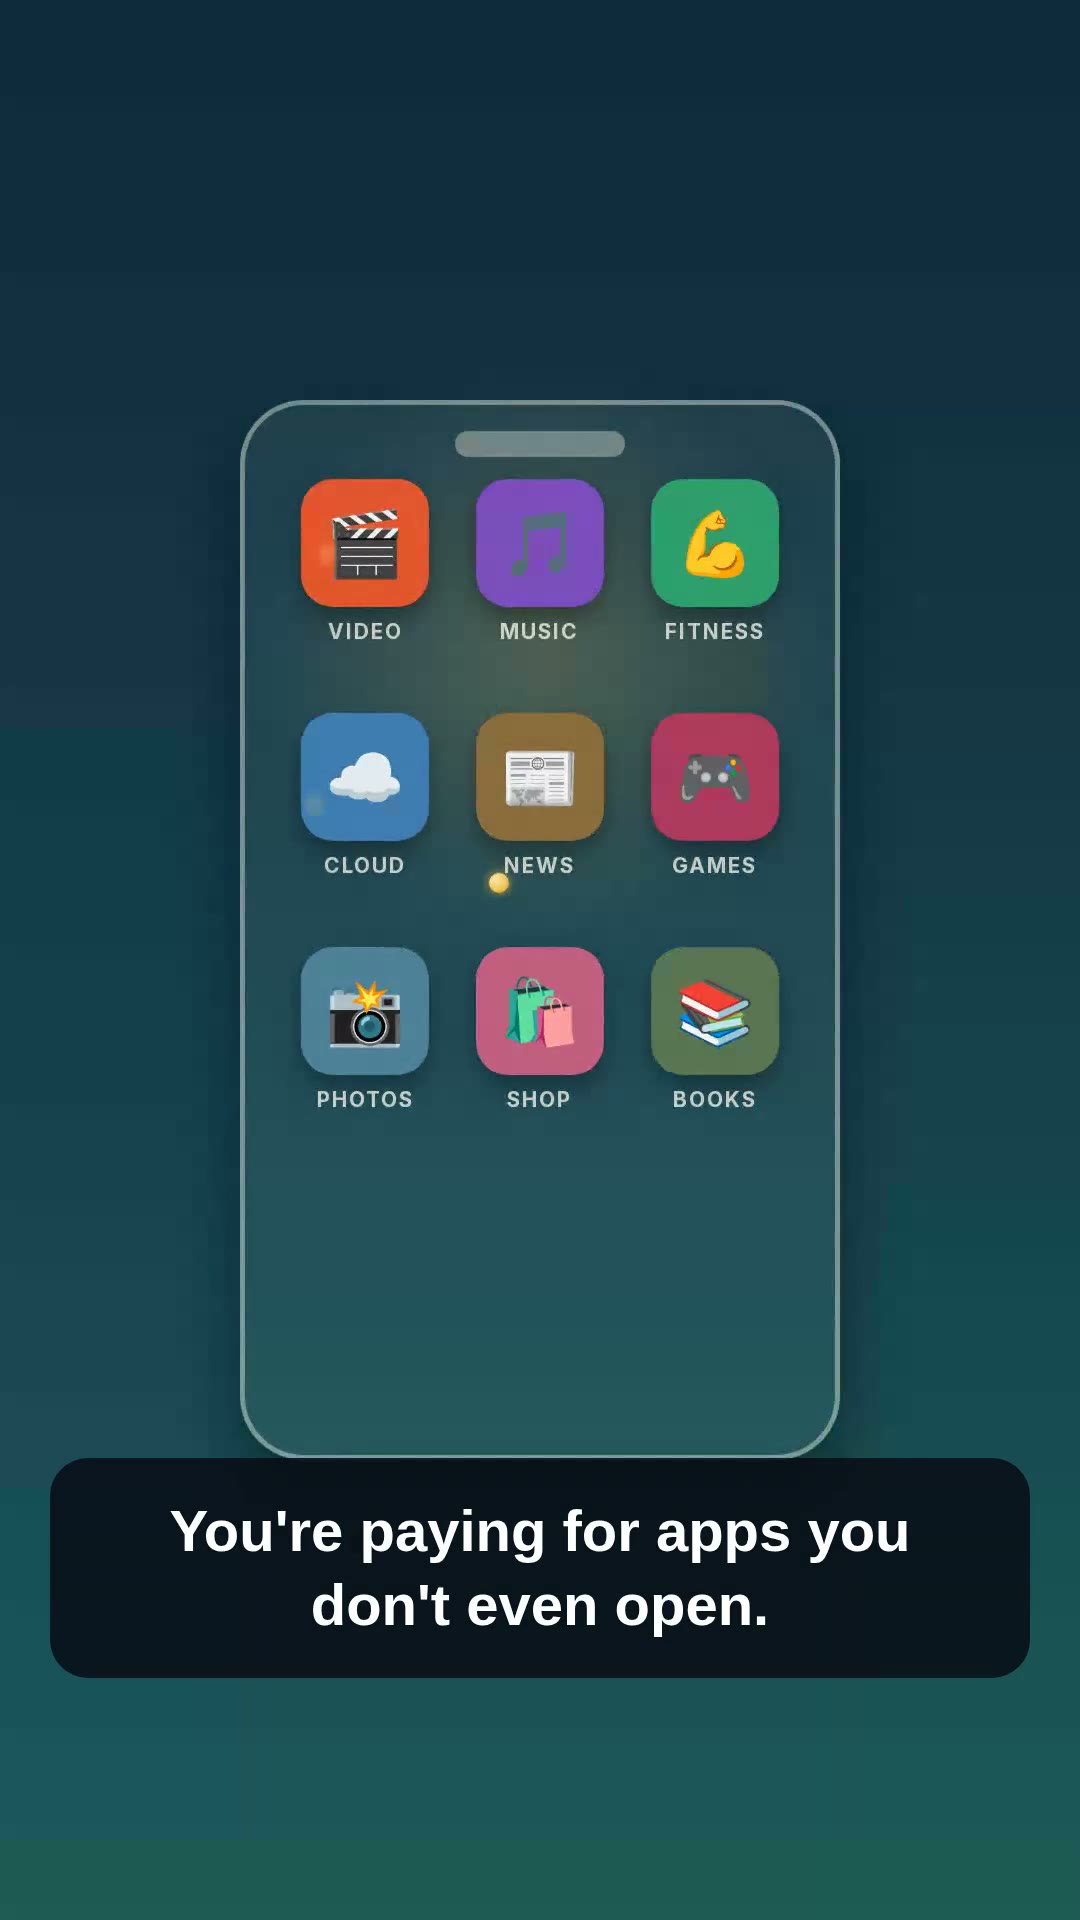 VIDEO
MUSIC
FITNESS
CLOUD
NEWS
GAMES
PHOTOS
SHOP
BOOKS
You're paying for apps you
don't even open.